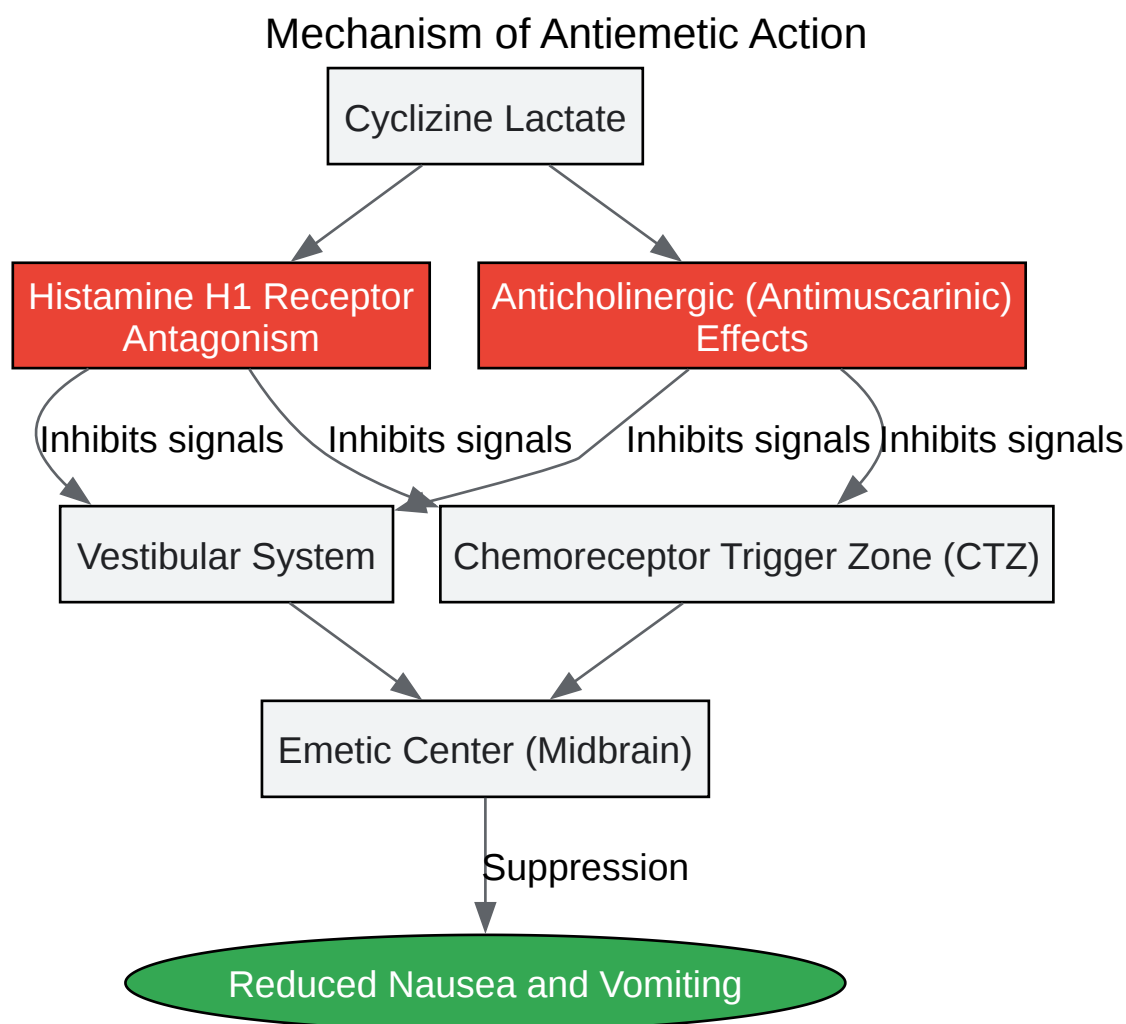 Mechanism of Antiemetic Action
Cyclizine Lactate
Histamine H1 Receptor
Antagonism
Anticholinergic (Antimuscarinic)
Effects
Inhibits signals
Inhibits signals
Inhibits signals
Inhibits signals
Vestibular System
Chemoreceptor Trigger Zone (CTZ)
Emetic Center (Midbrain)
Suppression
Reduced Nausea and Vomiting